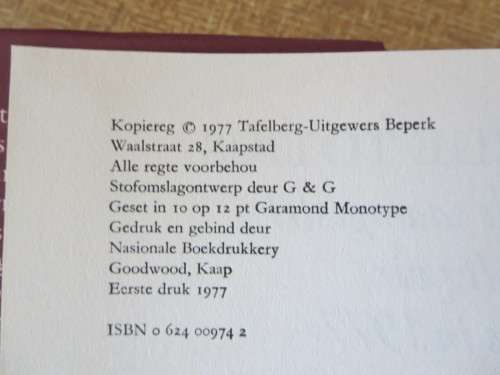 Kopiereg © 1977 Tafelberg-Uitgewers Beperk
Waalstraat 28, Kaapstad
Alle regte voorbehou
Stofomslagontwerp deur G & G
Geset in 10 op 12 pt Garamond Monotype
Gedruk en gebind deur
Nasionale Boekdrukkery
Goodwood, Kaap
Eerste druk 1977
ISBN 0 624 00974 2